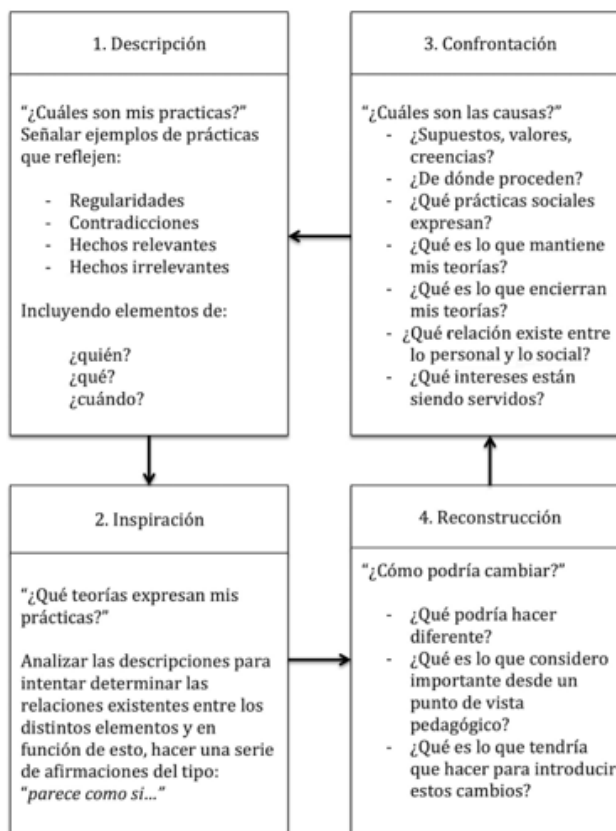 1. Descripción
“¿Cuáles son mis practicas?”
Señalar ejemplos de prácticas
que reflejen:
- Regularidades
- Contradicciones
- Hechos relevantes
- Hechos irrelevantes
Incluyendo elementos de:
¿quién?
¿qué?
¿cuándo?
2. Inspiración
“¿Qué teorías expresan mis
prácticas?”
Analizar las descripciones para
intentar determinar las
relaciones existentes entre los
distintos elementos y en
función de esto, hacer una serie
de afirmaciones del tipo:
“parece como si…”
3. Confrontación
“¿Cuáles son las causas?”
- ¿Supuestos, valores,
creencias?
- ¿De dónde proceden?
- ¿Qué prácticas sociales
expresan?
- ¿Qué es lo que mantiene
mis teorías?
- ¿Qué es lo que encierran
mis teorías?
- ¿Qué relación existe entre
lo personal y lo social?
- ¿Qué intereses están
siendo servidos?
4. Reconstrucción
“¿Cómo podría cambiar?”
- ¿Qué podría hacer
diferente?
- ¿Qué es lo que considero
importante desde un
punto de vista
pedagógico?
- ¿Qué es lo que tendría
que hacer para introducir
estos cambios?